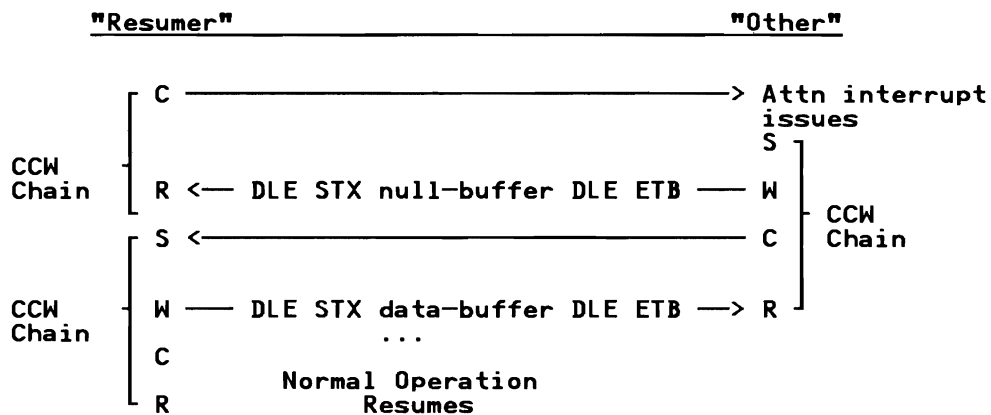 "Resumer" "Other"
C ———> Attn interrupt
issues
S
CCW
Chain
R <— DLE STX null-buffer DLE ETB — W
CCW
Chain
S <——— C
CCW
Chain
W — DLE STX data-buffer DLE ETB —> R
...
C
Normal Operation
R Resumes